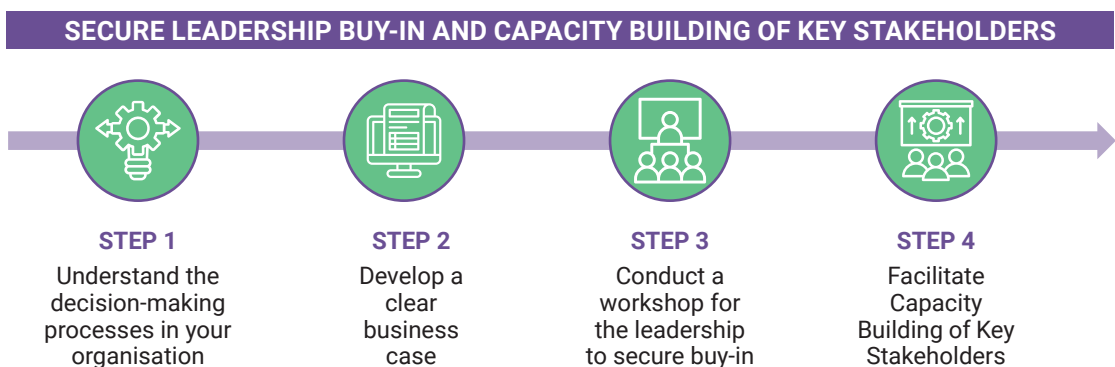 SECURE LEADERSHIP BUY-IN AND CAPACITY BUILDING OF KEY STAKEHOLDERS
STEP 1
Understand the
decision-making
processes in your
organisation
STEP 2
Develop a
clear
business
case
STEP 3
Conduct a
workshop for
the leadership
to secure buy-in
STEP 4
Facilitate
Capacity
Building of Key
Stakeholders